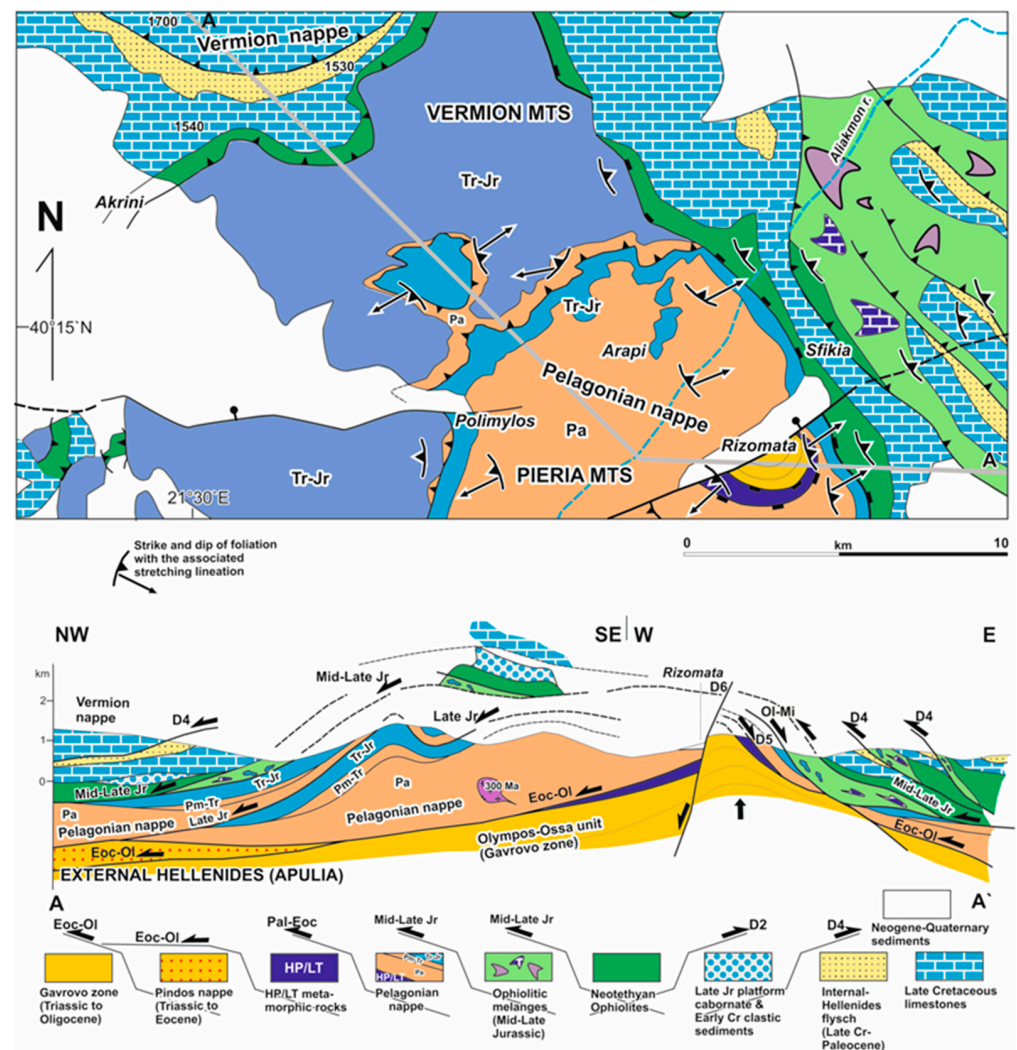 1700
A
Vermion nappe
1530
1540
VERMION MTS
Aliakmon r.
Tr-Jr
Akrini
N
40°15`N
Pa
Tr-Jr
Arapi
Sfikia
Pelagonian nappe
Polimylos
Pa
Rizomata
A`
PIERIA MTS
Tr-Jr
21°30`E
Strike and dip of foliation
with the associated
stretching lineation
0
km
10
NW
SE
W
E
km
2
1
0
Mid-Late Jr
Rizomata
D6
Vermion
nappe
D4
Late Jr
Ol-Mi
D5
D4
D4
Tr-Jr
Tr-Jr
Mid-Late Jr
Pm-Tr
Pm-Tr
Late Jr
Pa
300 Ma
Mid-Late Jr
Pa
Pelagonian nappe
Pelagonian nappe
Eoc-Ol
Eoc-Ol
Olympos-Ossa unit
(Gavrovo zone)
Eoc-Ol
EXTERNAL HELLENIDES (APULIA)
A
A`
Eoc-Ol
Eoc-Ol
Pal-Eoc
Mid-Late Jr
Mid-Late Jr
D2
D4
Neogene-Quaternary
sediments
HP/LT
Pm-Tr
Pa
HP/LT
T
Gavrovo zone
(Triassic to
Oligocene)
Pindos nappe
(Triassic to
Eocene)
HP/LT meta-
morphic rocks
Pelagonian
nappe
Ophiolitic
melanges
(Mid-Late
Jurassic)
Neotethyan
Ophiolites
Late Jr platform
cabornate &
Early Cr clastic
sediments
Internal-
Hellenides
flysch
(Late Cr-
Paleocene)
Late Cretaceous
limestones